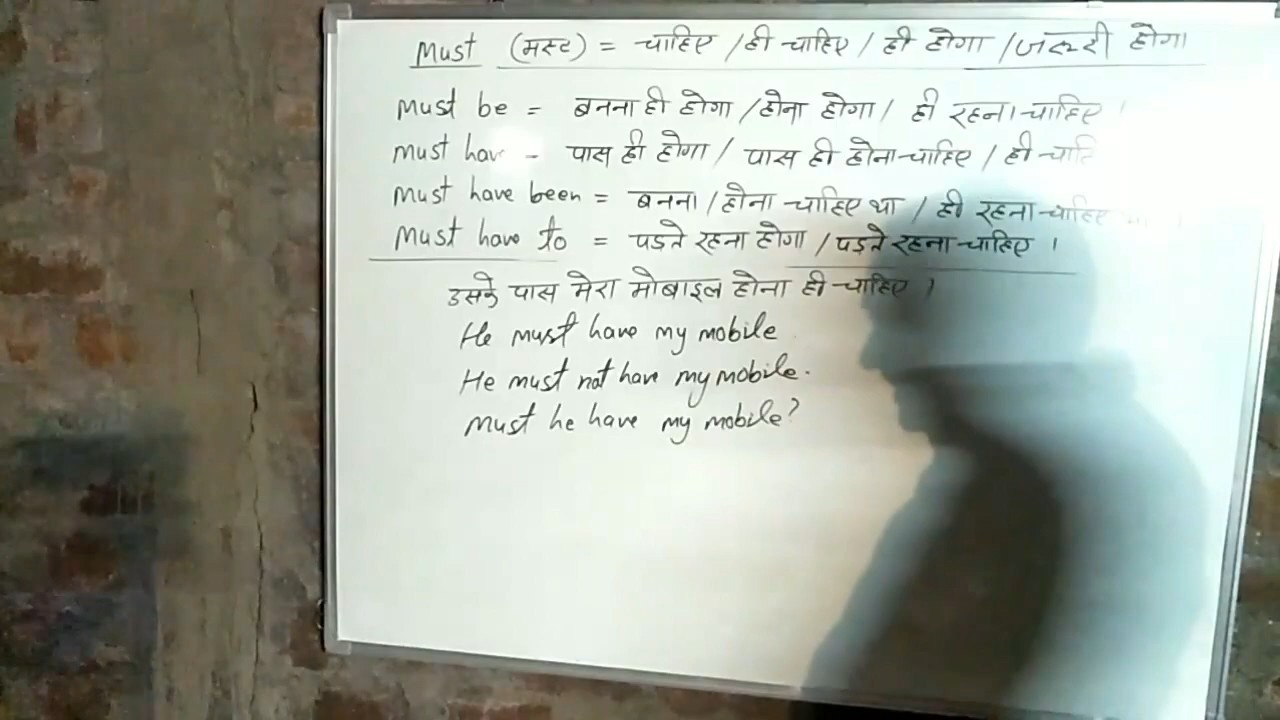 Must (मस्ट) = चाहिए / ही चाहिए / ही होगा / जरूरी होगा
Must be = बनना ही होगा / होना होगा / ही रहना चाहिए ।
Must hav - पास ही होगा / पास ही होना चाहिए / ही
Must have been = बनना / होना चाहिए था / ही रहना चाहिए
Must have to = पड़ते रहना होगा / पड़ते रहना चाहिए ।
उसके पास मेरा मोबाइल होना ही चाहिए ।
He must have my mobile.
He must not have my mobile.
Must he have my mobile?